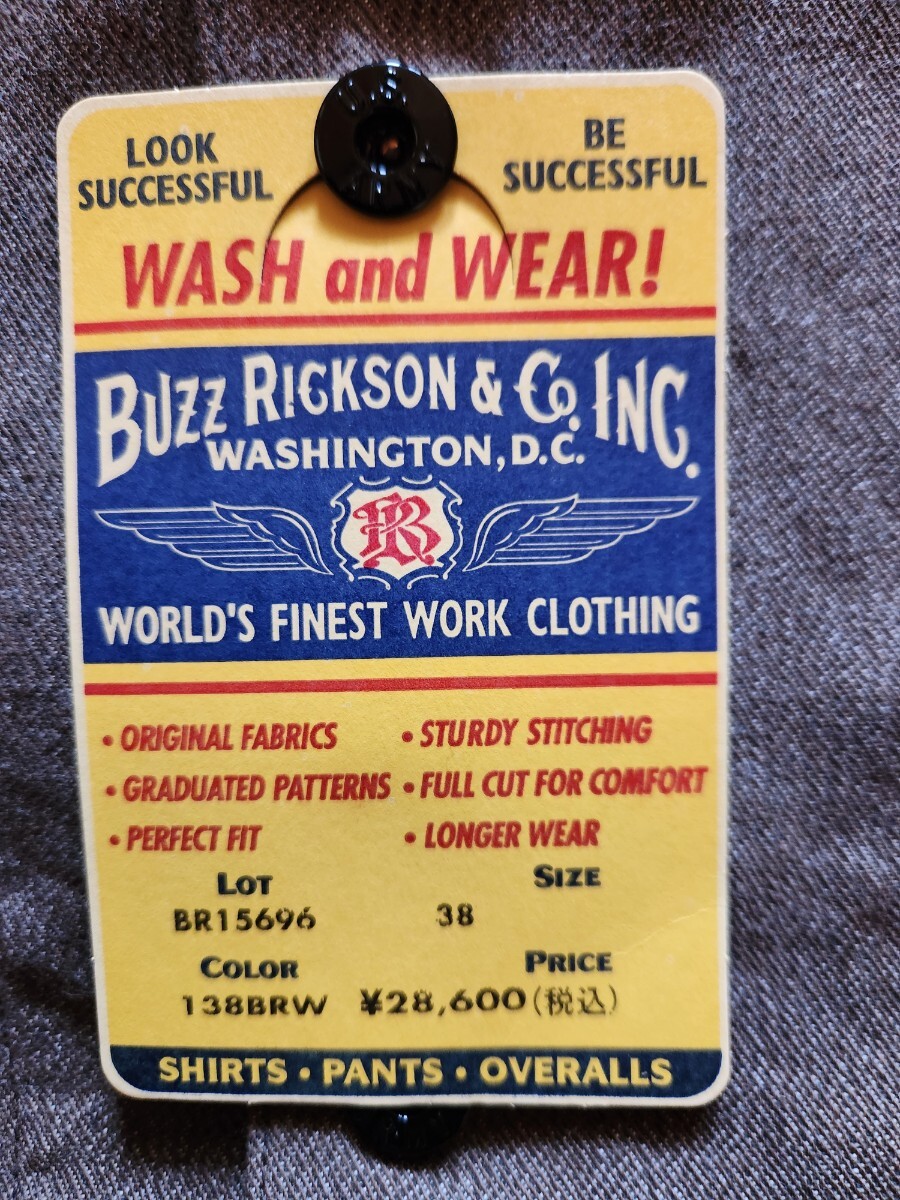 LOOK
SUCCESSFUL
BE
SUCCESSFUL
WASH and WEAR!
BUZZ RICKSON & Co. INC.
WASHINGTON, D.C.
WORLD'S FINEST WORK CLOTHING
• ORIGINAL FABRICS
• STURDY STITCHING
• GRADUATED PATTERNS
• FULL CUT FOR COMFORT
• PERFECT FIT
• LONGER WEAR
LOT
SIZE
BR15696
38
COLOR
PRICE
138BRW
¥28,600(税込)
SHIRTS • PANTS • OVERALLS